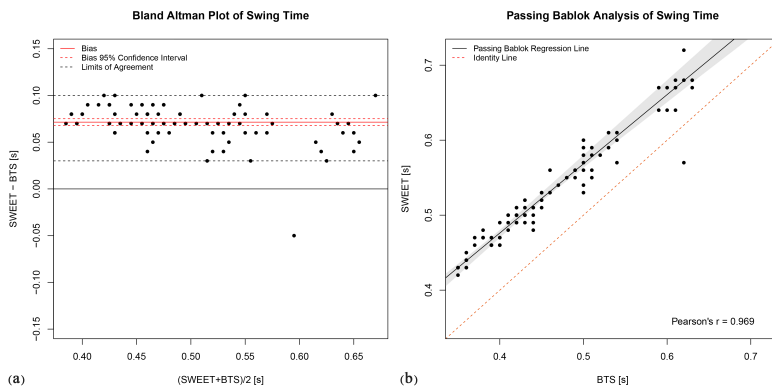 Bland Altman Plot of Swing Time
Bias
Bias 95% Confidence Interval
Limits of Agreement
SWEET − BTS [s]
0.15
0.10
0.05
0.00
−0.05
−0.10
−0.15
0.40
0.45
0.50
0.55
0.60
0.65
(SWEET+BTS)/2 [s]
(a)
Passing Bablok Analysis of Swing Time
Passing Bablok Regression Line
Identity Line
SWEET [s]
0.7
0.6
0.5
0.4
Pearson's r = 0.969
0.4
0.5
0.6
0.7
BTS [s]
(b)